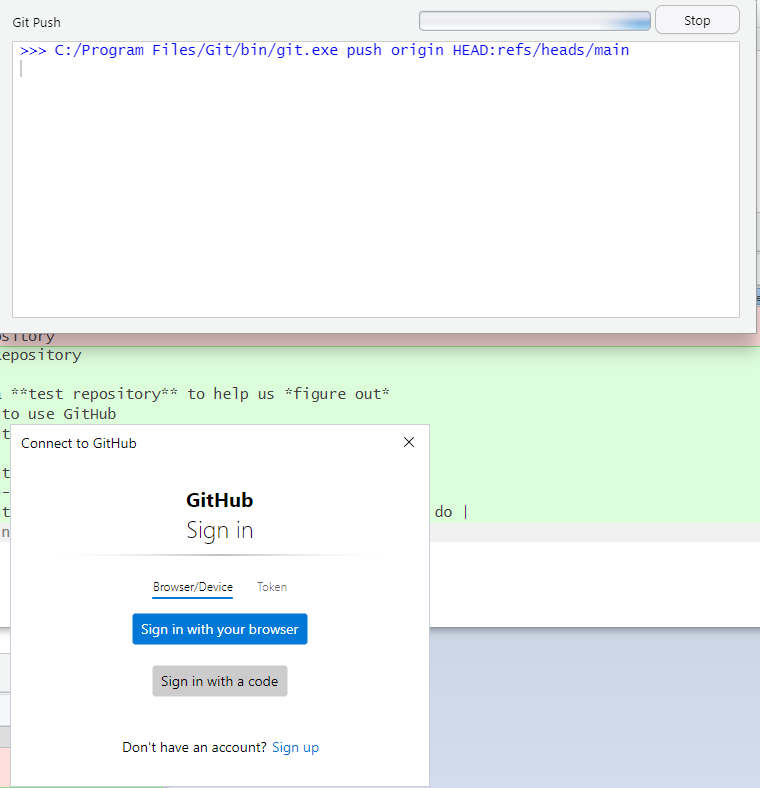 Git Push
Stop
>>> C:/Program Files/Git/bin/git.exe push origin HEAD:refs/heads/main
ository
epository
**test repository** to help us *figure out*
to use GitHub
do |
Connect to GitHub
GitHub
Sign in
Browser/Device Token
Sign in with your browser
Sign in with a code
Don't have an account? Sign up